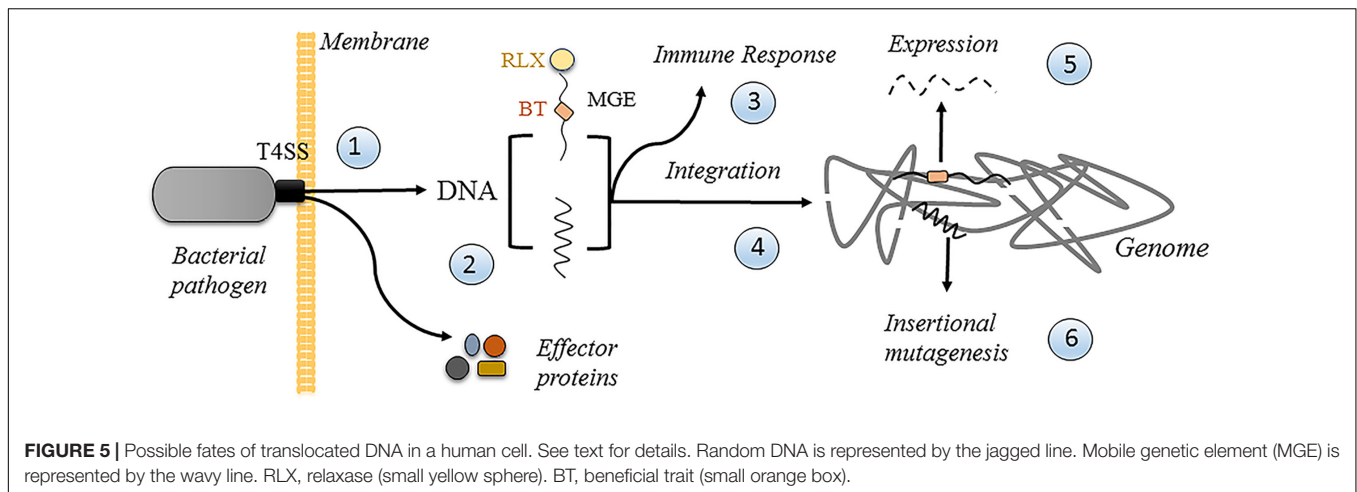 Membrane
T4SS
1
Bacterial
pathogen
DNA
2
Effector
proteins
RLX
BT
MGE
Immune Response
3
Integration
4
Expression
5
Genome
Insertional
mutagenesis
6
FIGURE 5 | Possible fates of translocated DNA in a human cell. See text for details. Random DNA is represented by the jagged line. Mobile genetic element (MGE) is
represented by the wavy line. RLX, relaxase (small yellow sphere). BT, beneficial trait (small orange box).